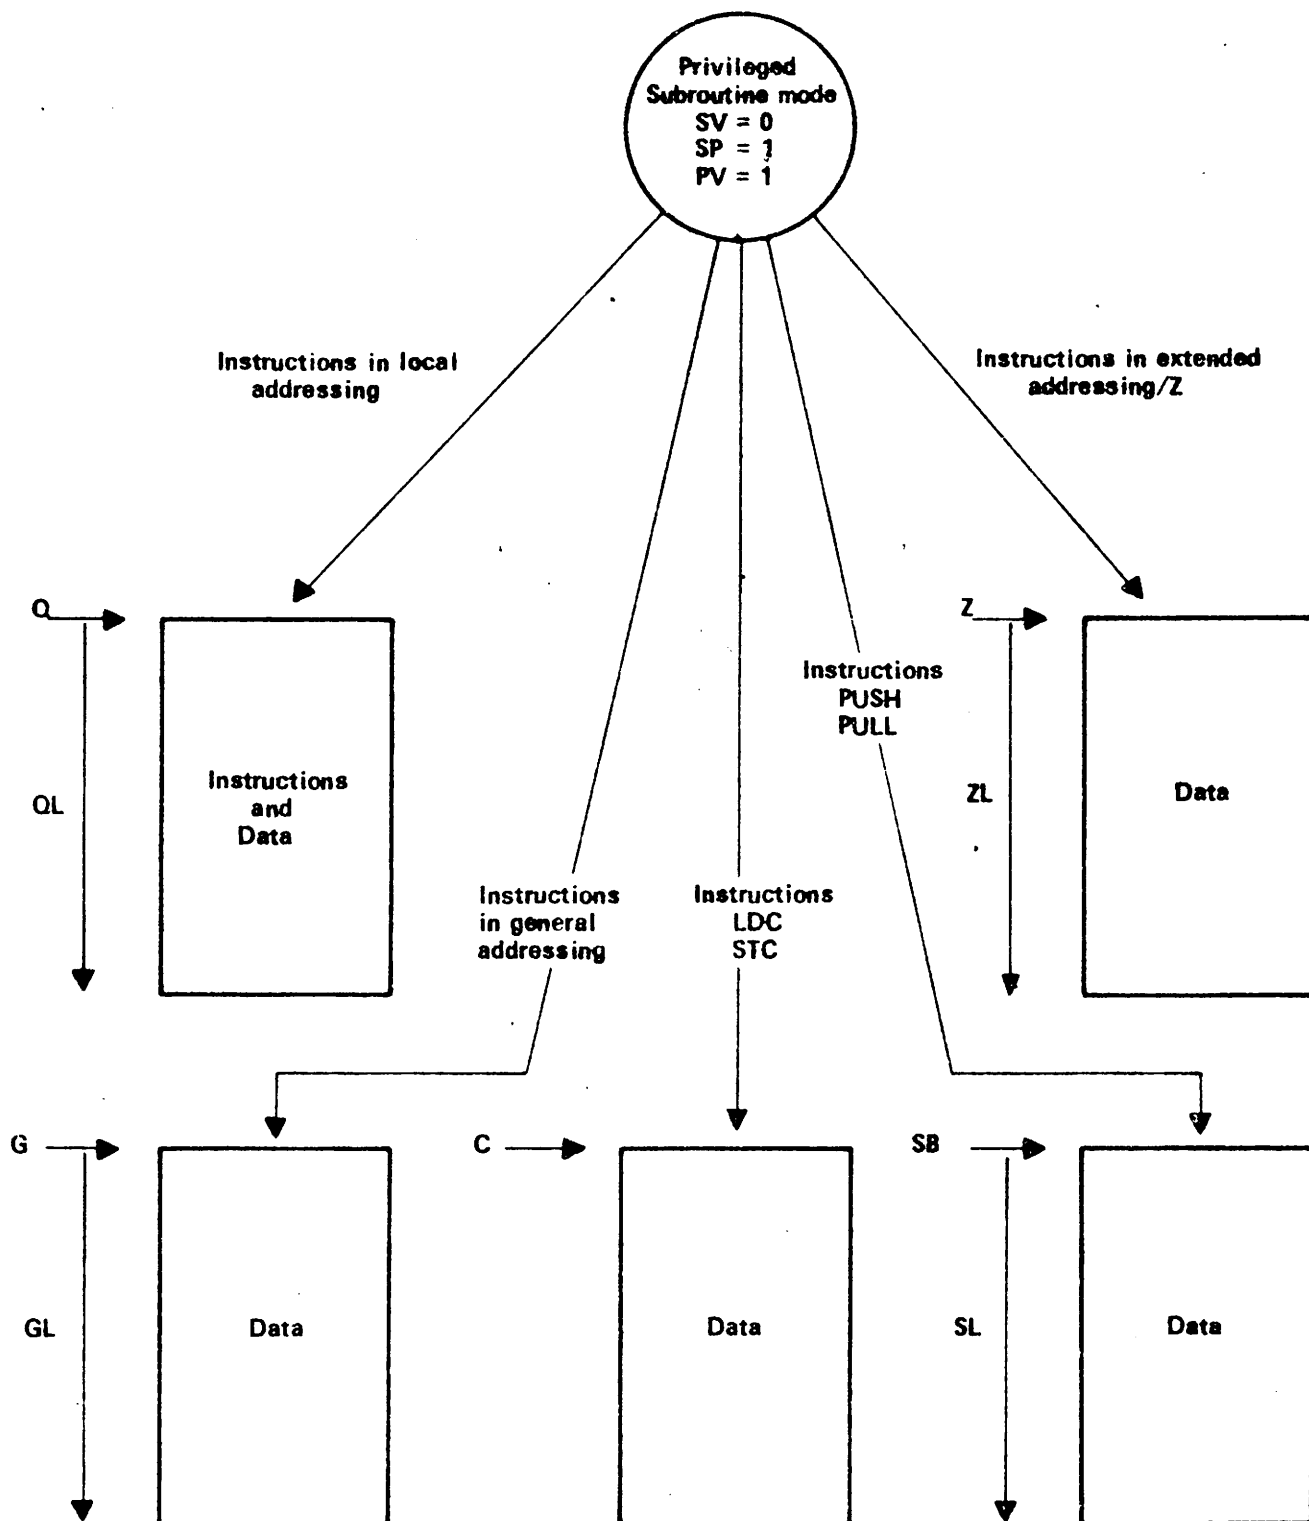 Privileged
Subroutine mode
SV = 0
SP = 1
PV = 1
Instructions in local
addressing
Instructions in extended
addressing/Z
Q
Z
Instructions
PUSH
PULL
QL
Instructions
and
Data
ZL
Data
Instructions
in general
addressing
Instructions
LDC
STC
G
C
SB
GL
Data
Data
SL
Data